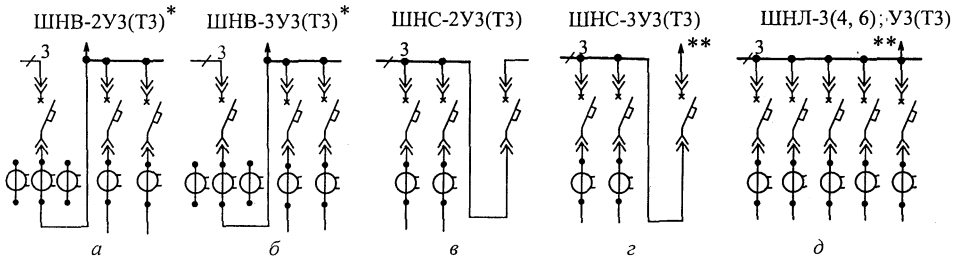 ШНВ-2У3(Т3)* ШНВ-3У3(Т3)* ШНС-2У3(Т3) ШНС-3У3(Т3) ШНЛ-3(4, 6); У3(Т3)
** **
3 3 3 3 3
а б в г д